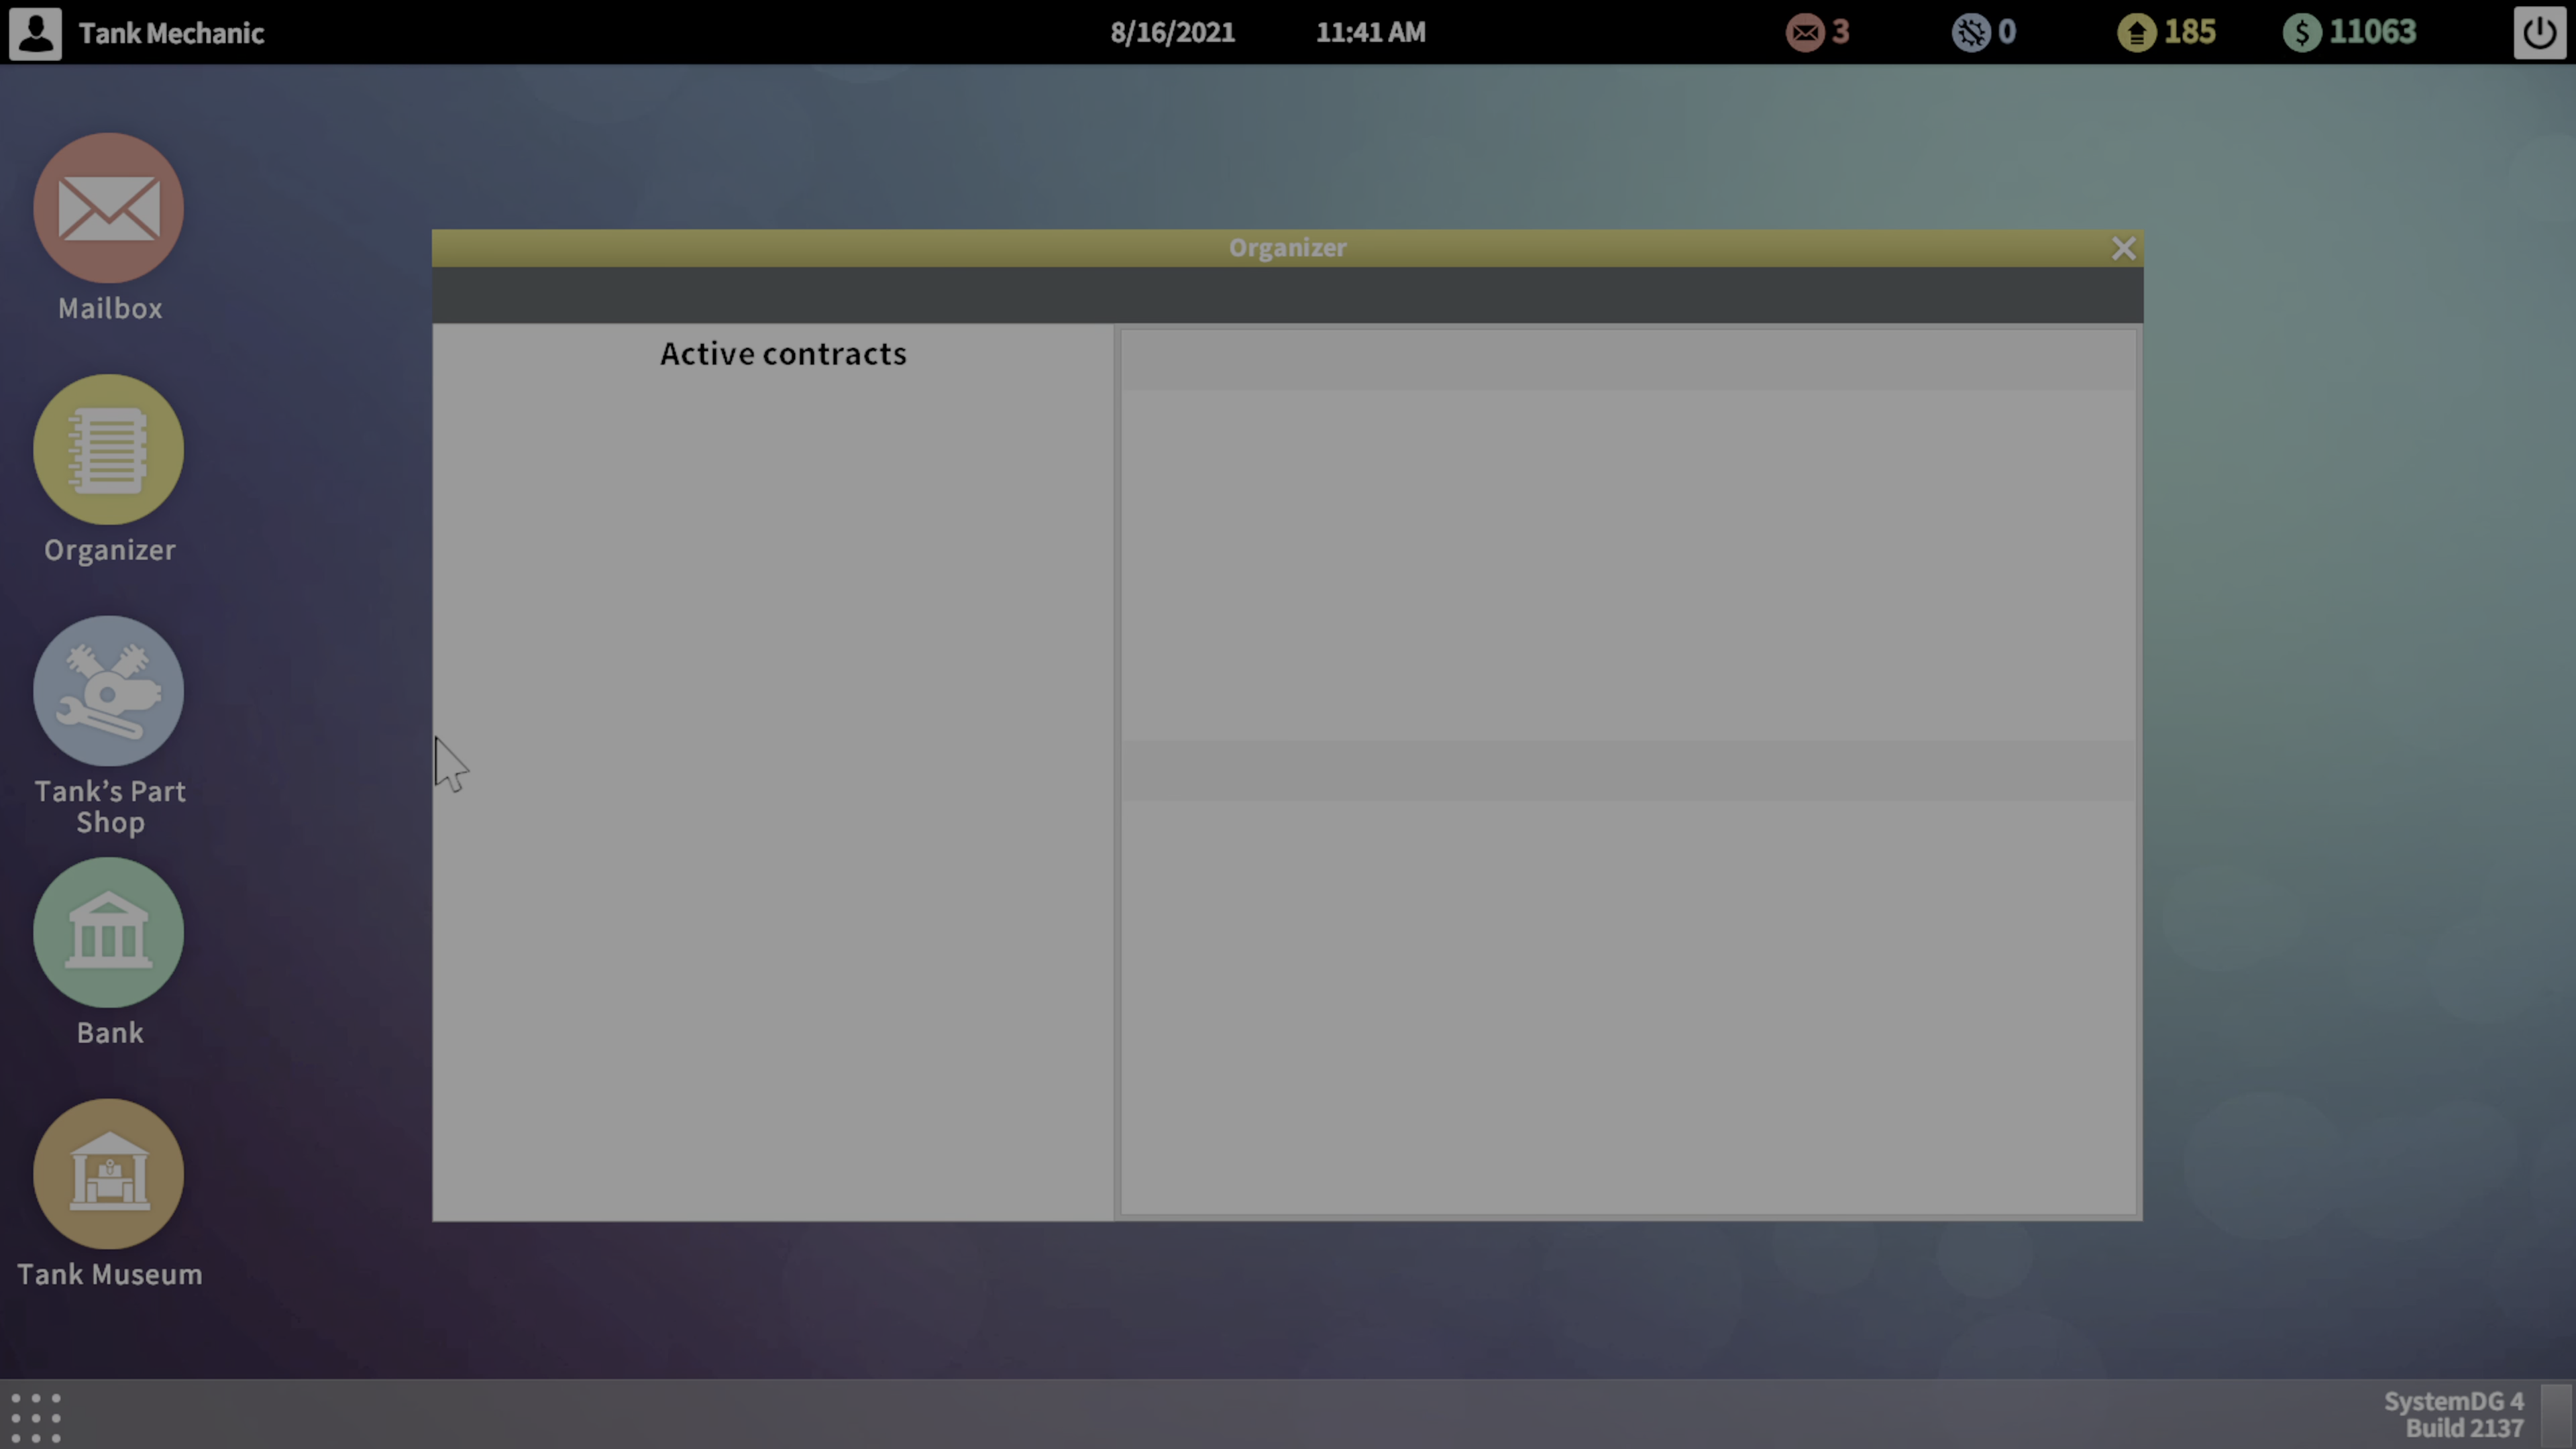 Tank Mechanic
8/16/2021
11:41 AM
3
0
185
11063
Mailbox
Organizer
Tank's Part
Shop
Bank
Tank Museum
Organizer
Active contracts
SystemDG 4
Build 2137